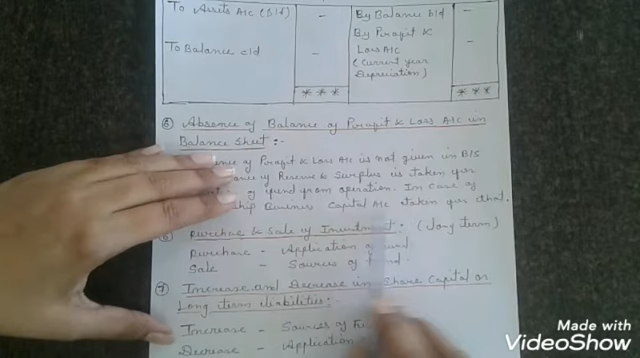 To Assets A/C (b/f) - By Balance b/d -
By Profit &
To Balance c/d - Loss A/C -
(Current year
Depreciation)
*** ***
⑤ Absence of Balance of Profit & Loss A/C in
Balance Sheet :-
of Profit & Loss A/C is not given in B/S
of Reserve & Surplus is taken for
of fund from operation. In case of
Business Capital A/c taken for that.
Purchase & Sale of Investment : (long term)
Purchase - Application of Fund
Sale - Sources of Fund.
⑦ Increase and Decrease in Share Capital or
Long term liabilities :-
Increase - Sources of
Decrease - Application
Made with
VideoShow